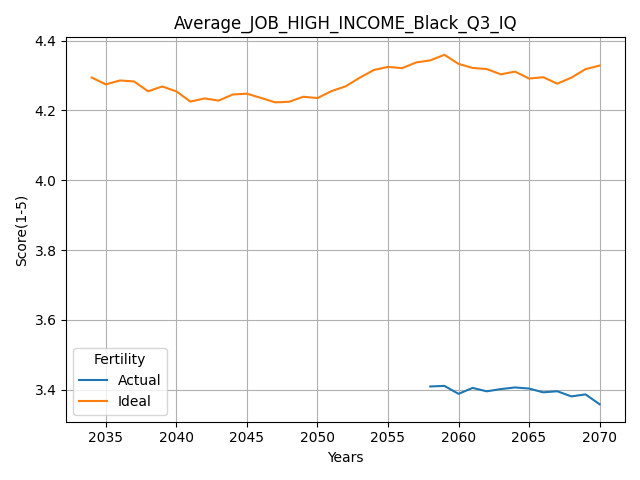 Average_JOB_HIGH_INCOME_Black_Q3_IQ
Score(1-5)
4.4
4.2
4.0
3.8
3.6
3.4
Fertility
Actual
Ideal
2035 2040 2045 2050 2055 2060 2065 2070
Years